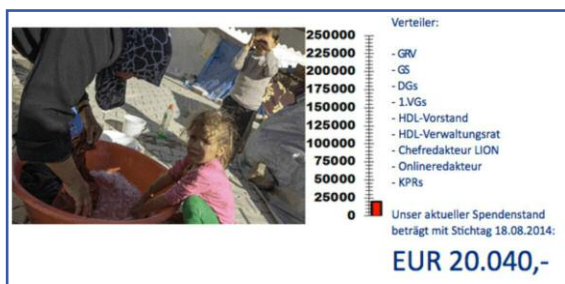 250000
225000
200000
175000
150000
125000
100000
75000
50000
25000
0
Verteiler:
- GRV
- GS
- DGs
- 1.VGs
- HDL-Vorstand
- HDL-Verwaltungsrat
- Chefredakteur LION
- Onlineredakteur
- KPRs
Unser aktueller Spendenstand
beträgt mit Stichtag 18.08.2014:
EUR 20.040,-